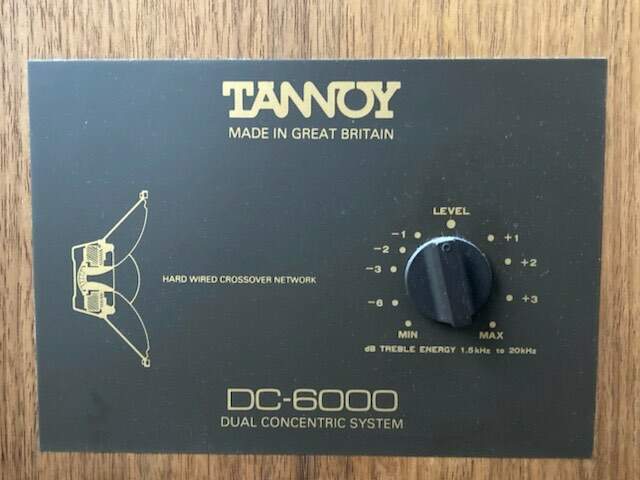 TANNOY
MADE IN GREAT BRITAIN
LEVEL
-1
+1
-2
+2
-3
HARD WIRED CROSSOVER NETWORK
-6
+3
MIN
MAX
dB TREBLE ENERGY 1.5kHz to 20kHz
DC-6000
DUAL CONCENTRIC SYSTEM